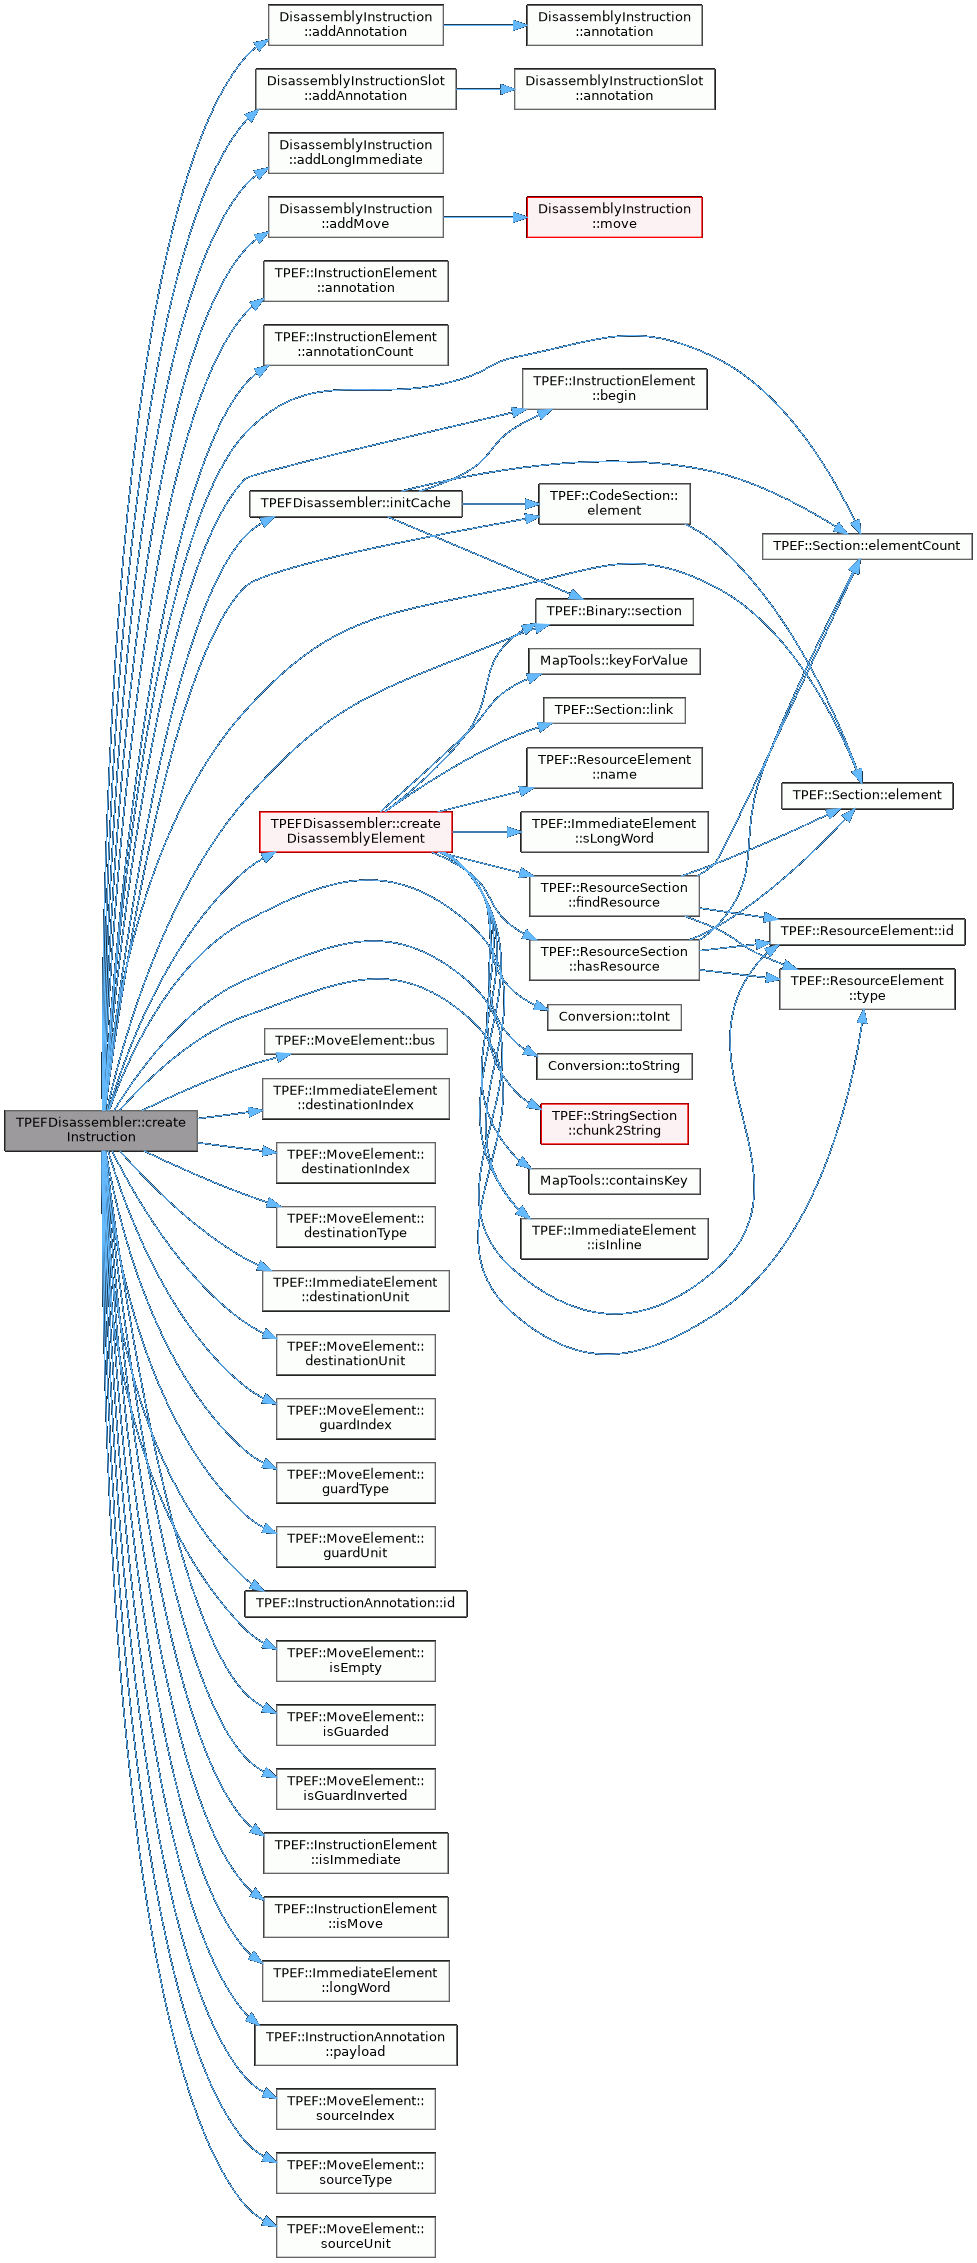 DisassemblyInstruction
::addAnnotation
DisassemblyInstruction
::annotation
DisassemblyInstructionSlot
::addAnnotation
DisassemblyInstructionSlot
::annotation
DisassemblyInstruction
::addLongImmediate
DisassemblyInstruction
::addMove
DisassemblyInstruction
::move
TPEF::InstructionElement
::annotation
TPEF::InstructionElement
::annotationCount
TPEF::InstructionElement
::begin
TPEFDisassembler::initCache
TPEF::CodeSection::
element
TPEF::Section::elementCount
TPEF::Binary::section
MapTools::keyForValue
TPEF::Section::link
TPEF::ResourceElement
::name
TPEF::Section::element
TPEFDisassembler::create
DisassemblyElement
TPEF::ImmediateElement
::sLongWord
TPEF::ResourceSection
::findResource
TPEF::ResourceElement::id
TPEF::ResourceSection
::hasResource
TPEF::ResourceElement
::type
Conversion::toInt
TPEF::MoveElement::bus
Conversion::toString
TPEF::ImmediateElement
::destinationIndex
TPEF::StringSection
::chunk2String
TPEFDisassembler::create
Instruction
TPEF::MoveElement::
destinationIndex
MapTools::containsKey
TPEF::MoveElement::
destinationType
TPEF::ImmediateElement
::isInline
TPEF::ImmediateElement
::destinationUnit
TPEF::MoveElement::
destinationUnit
TPEF::MoveElement::
guardIndex
TPEF::MoveElement::
guardType
TPEF::MoveElement::
guardUnit
TPEF::InstructionAnnotation::id
TPEF::MoveElement::
isEmpty
TPEF::MoveElement::
isGuarded
TPEF::MoveElement::
isGuardInverted
TPEF::InstructionElement
::isImmediate
TPEF::InstructionElement
::isMove
TPEF::ImmediateElement
::longWord
TPEF::InstructionAnnotation
::payload
TPEF::MoveElement::
sourceIndex
TPEF::MoveElement::
sourceType
TPEF::MoveElement::
sourceUnit